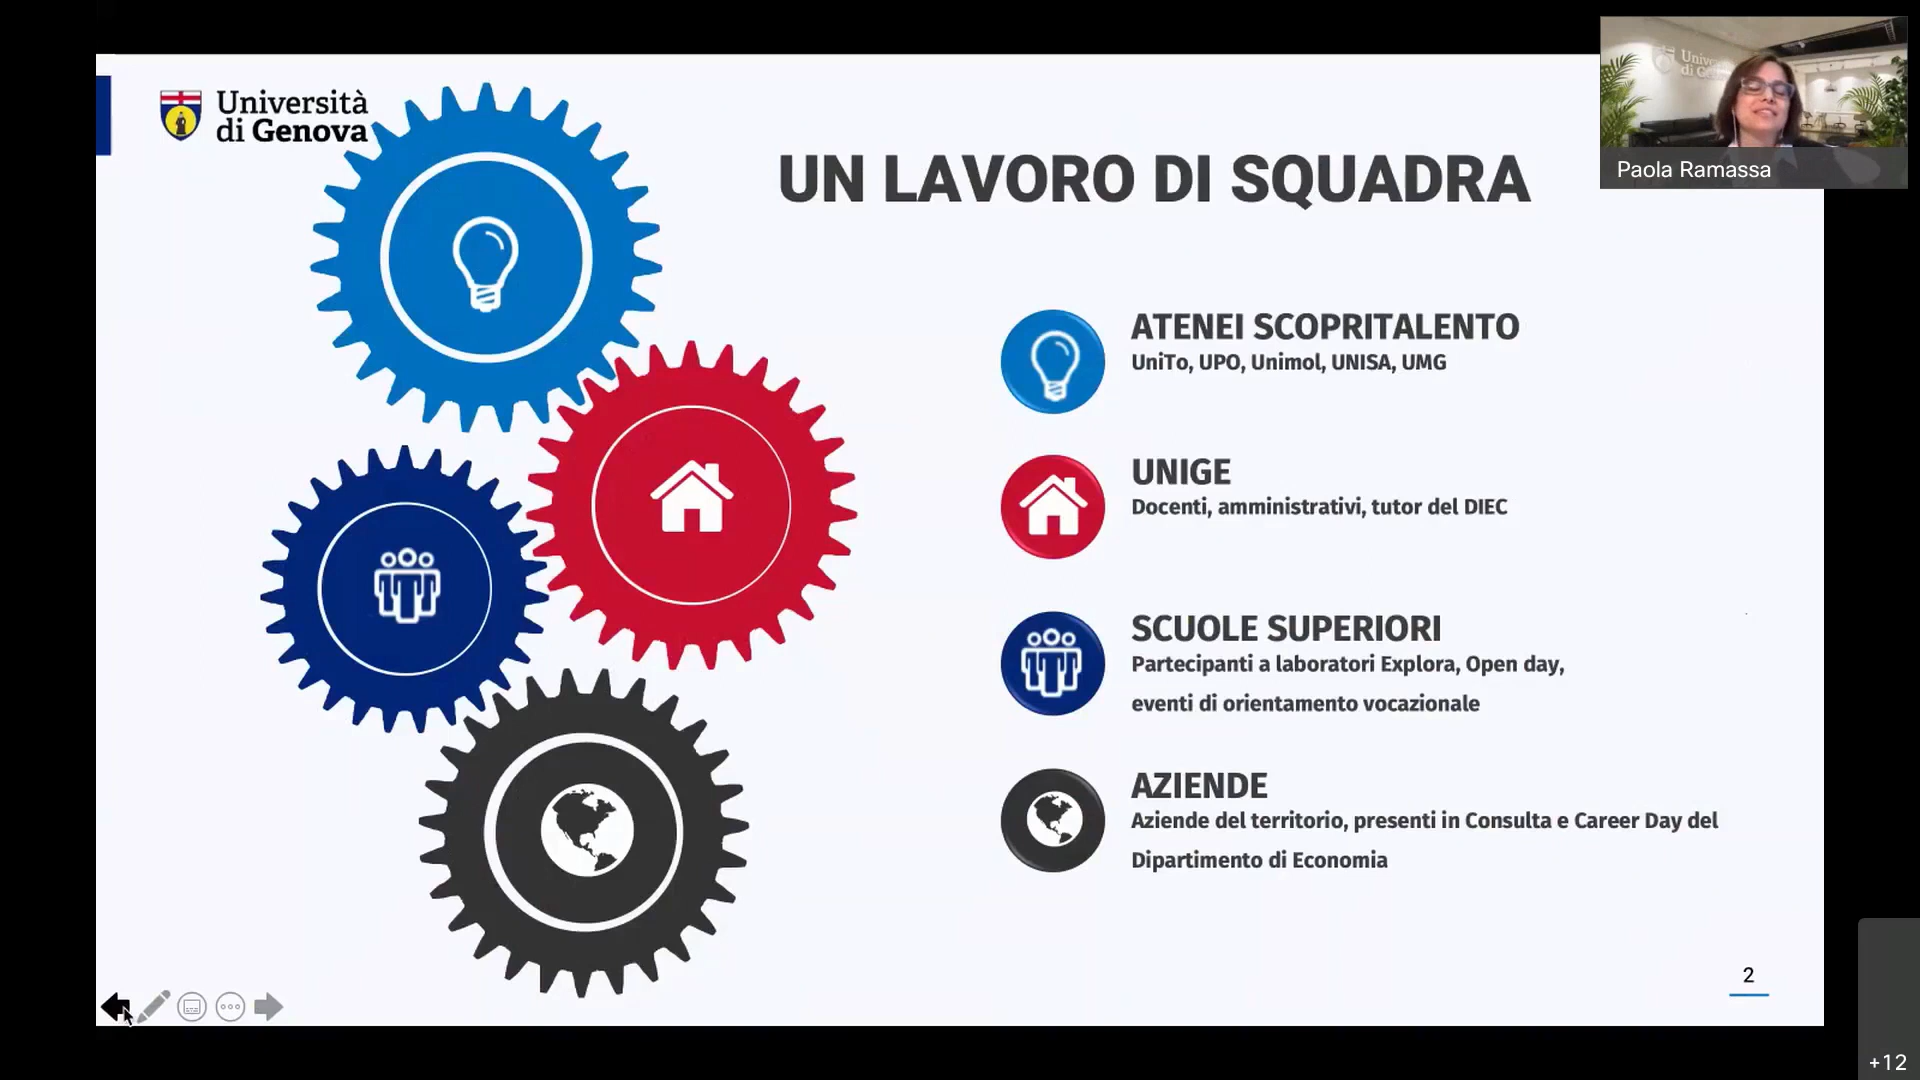 Università
di Genova
UN LAVORO DI SQUADRA
Paola Ramassa
ATENEI SCOPRITALENTO
UniTo, UPO, Unimol, UNISA, UMG
UNIGE
Docenti, amministrativi, tutor del DIEC
SCUOLE SUPERIORI
Partecipanti a laboratori Explora, Open day,
eventi di orientamento vocazionale
AZIENDE
Aziende del territorio, presenti in Consulta e Career Day del
Dipartimento di Economia
2
+12